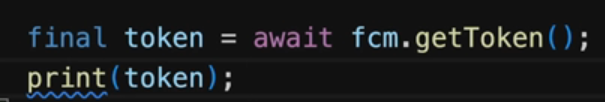 final token = await fcm.getToken();
print(token);